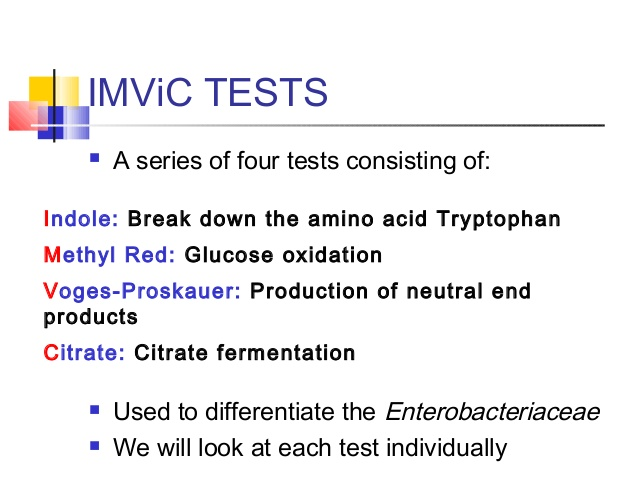 IMViC TESTS
A series of four tests consisting of:
Indole: Break down the amino acid Tryptophan
Methyl Red: Glucose oxidation
Voges-Proskauer: Production of neutral end
products
Citrate: Citrate fermentation
Used to differentiate the Enterobacteriaceae
We will look at each test individually